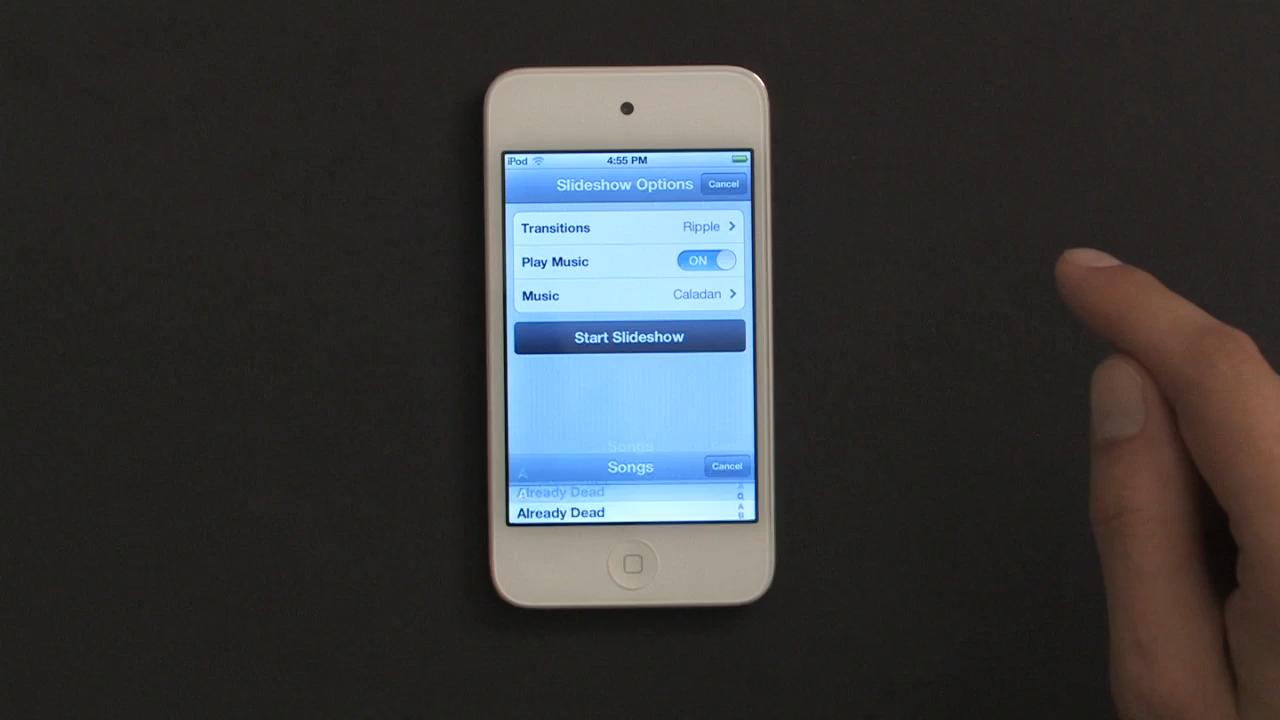 iPod 4:55 PM
Slideshow Options Cancel
Transitions Ripple
Play Music ON
Music Caladan
Start Slideshow
Songs
Songs Cancel
A
Already Dead
A
Q
Already Dead
A
B